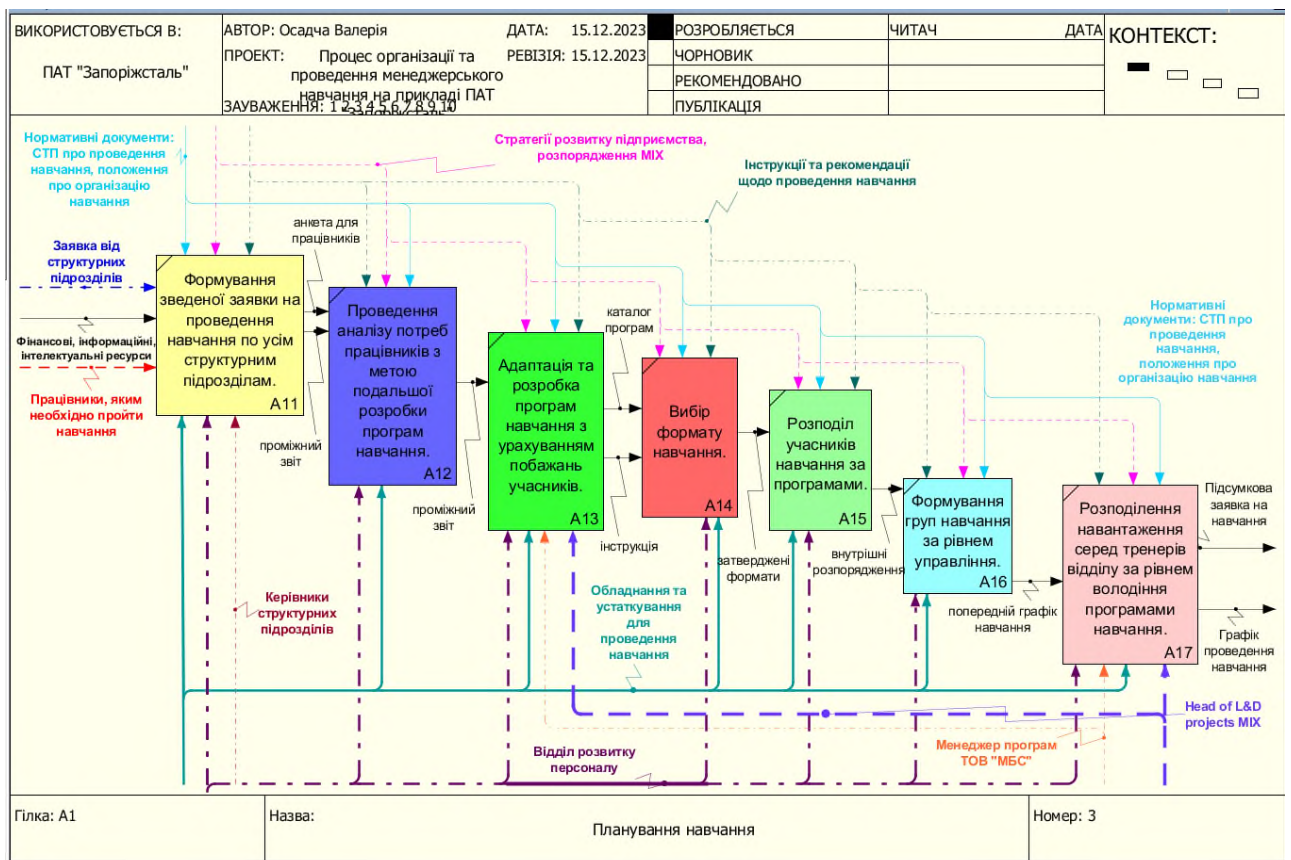 ВИКОРИСТОВУЄТЬСЯ В:
ПАТ "Запоріжсталь"
АВТОР: Осадча Валерія
ДАТА: 15.12.2023
ПРОЕКТ: Процес організації та
проведення менеджерського
навчання на прикладі ПАТ
"Запоріжсталь"
РЕВІЗІЯ: 15.12.2023
ЗАУВАЖЕННЯ: 1 2 3 4 5 6 7 8 9 10
РОЗРОБЛЯЄТЬСЯ
ЧОРНОВИК
РЕКОМЕНДОВАНО
ПУБЛІКАЦІЯ
ЧИТАЧ
ДАТА
КОНТЕКСТ:
Нормативні документи:
СТП про проведення
навчання, положення
про організацію
навчання
Стратегії розвитку підприємства,
розпорядження МІХ
Інструкції та рекомендації
щодо проведення навчання
Заявка від
структурних
підрозділів
Фінансові, інформаційні,
інтелектуальні ресурси
Працівники, яким
необхідно пройти
навчання
Формування
зведеної заявки на
проведення
навчання по усім
структурним
підрозділам.
A11
анкета для
працівників
проміжний
звіт
Проведення
аналізу потреб
працівників з
метою
подальшої
розробки
програм
навчання.
A12
проміжний
звіт
Адаптація та
розробка
програм
навчання з
урахуванням
побажань
учасників.
A13
каталог
програм
інструкція
Вибір
формату
навчання.
A14
затверджені
формати
Розподіл
учасників
навчання за
програмами.
A15
внутрішні
розпорядження
Формування
груп навчання
за рівнем
управління.
A16
попередній графік
навчання
Нормативні
документи: СТП про
проведення
навчання,
положення про
організацію навчання
Розподілення
навантаження
серед тренерів
відділу за рівнем
володіння
програмами
навчання.
A17
Підсумкова
заявка на
навчання
Графік
проведення
навчання
Керівники
структурних
підрозділів
Обладнання та
устаткування
для
проведення
навчання
Head of L&D
projects MIX
Менеджер програм
ТОВ "МБС"
Відділ розвитку
персоналу
Гілка: A1
Назва:
Планування навчання
Номер: 3